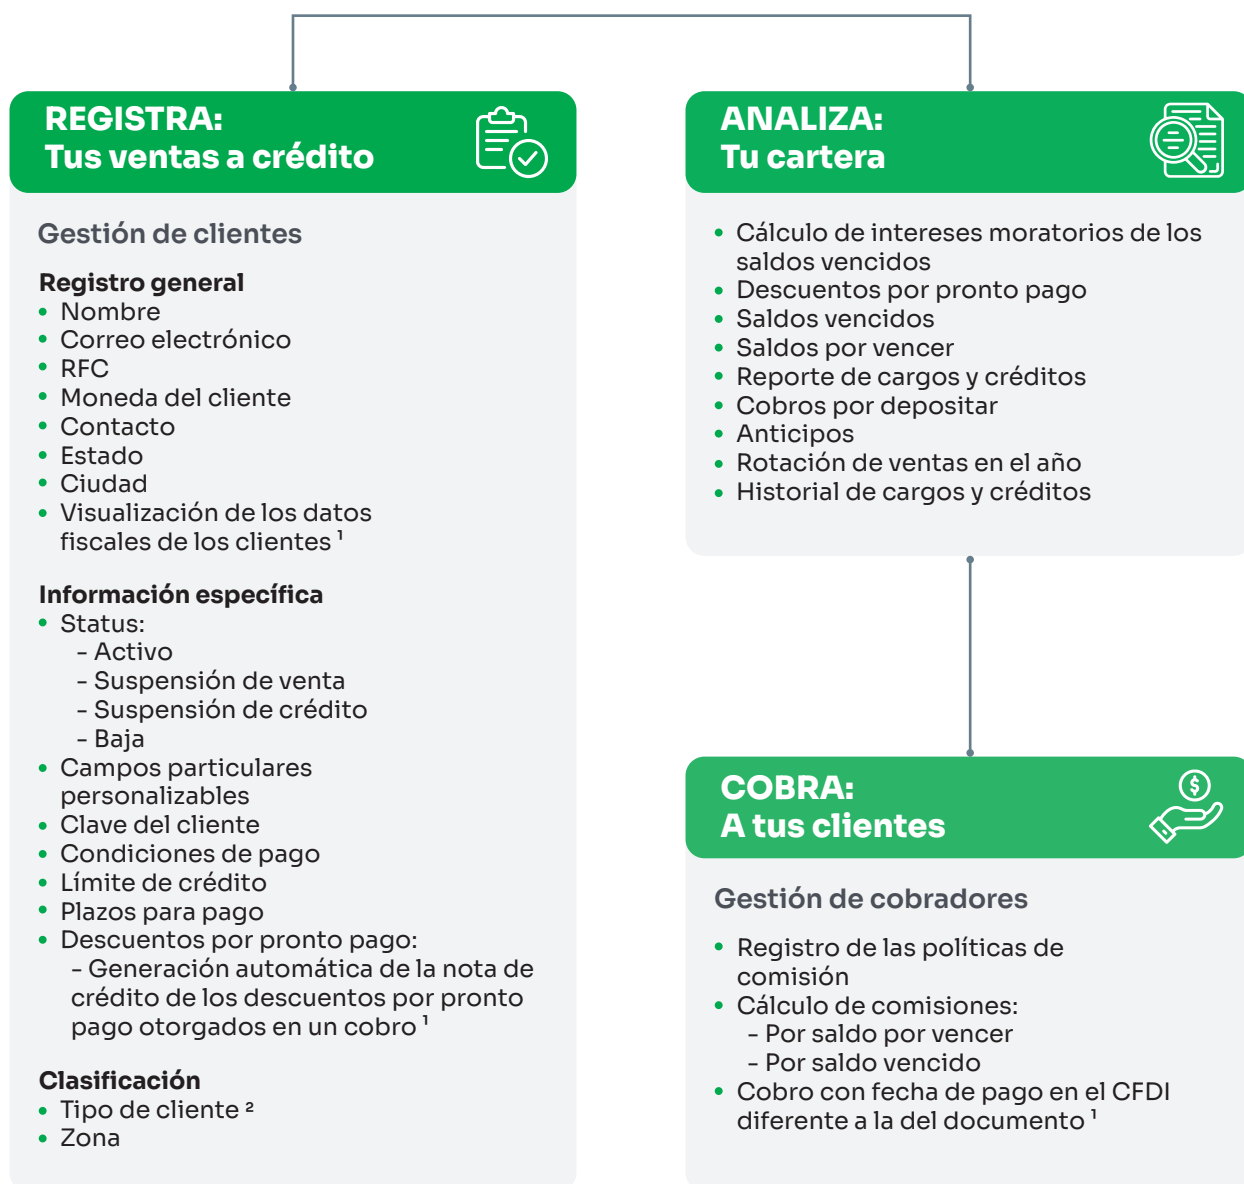 REGISTRA:
Tus ventas a crédito
Gestión de clientes
Registro general
• Nombre
• Correo electrónico
• RFC
• Moneda del cliente
• Contacto
• Estado
• Ciudad
• Visualización de los datos
fiscales de los clientes ¹
Información específica
• Status:
- Activo
- Suspensión de venta
- Suspensión de crédito
- Baja
• Campos particulares
personalizables
• Clave del cliente
• Condiciones de pago
• Límite de crédito
• Plazos para pago
• Descuentos por pronto pago:
- Generación automática de la nota de
crédito de los descuentos por pronto
pago otorgados en un cobro ¹
Clasificación
• Tipo de cliente ²
• Zona
ANALIZA:
Tu cartera
• Cálculo de intereses moratorios de los
saldos vencidos
• Descuentos por pronto pago
• Saldos vencidos
• Saldos por vencer
• Reporte de cargos y créditos
• Cobros por depositar
• Anticipos
• Rotación de ventas en el año
• Historial de cargos y créditos
COBRA:
A tus clientes
$
Gestión de cobradores
• Registro de las políticas de
comisión
• Cálculo de comisiones:
- Por saldo por vencer
- Por saldo vencido
• Cobro con fecha de pago en el CFDI
diferente a la del documento ¹